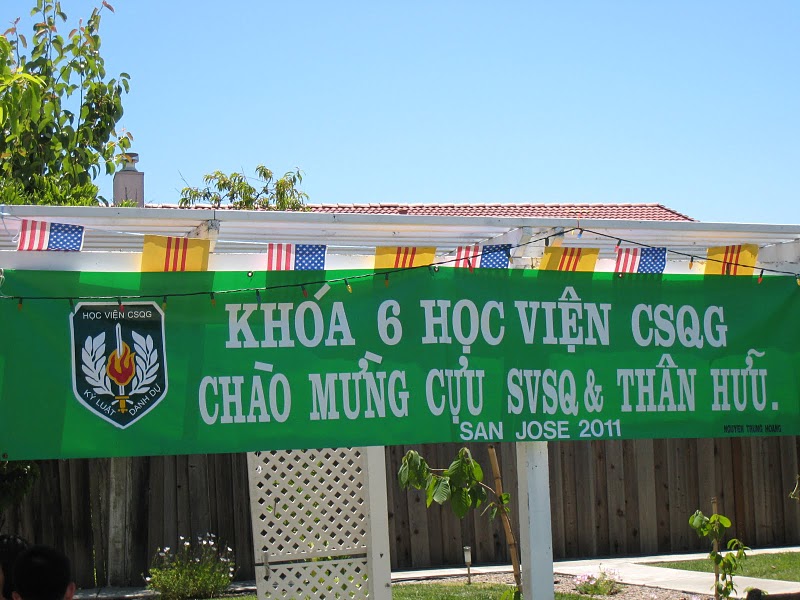 HỌC VIỆN CSQG
KỶ LUẬT DANH DỰ
KHÓA 6 HỌC VIỆN CSQG
CHÀO MỪNG CỰU SVSQ & THÂN HỮU.
SAN JOSE 2011
NGUYEN TRUNG HOANG